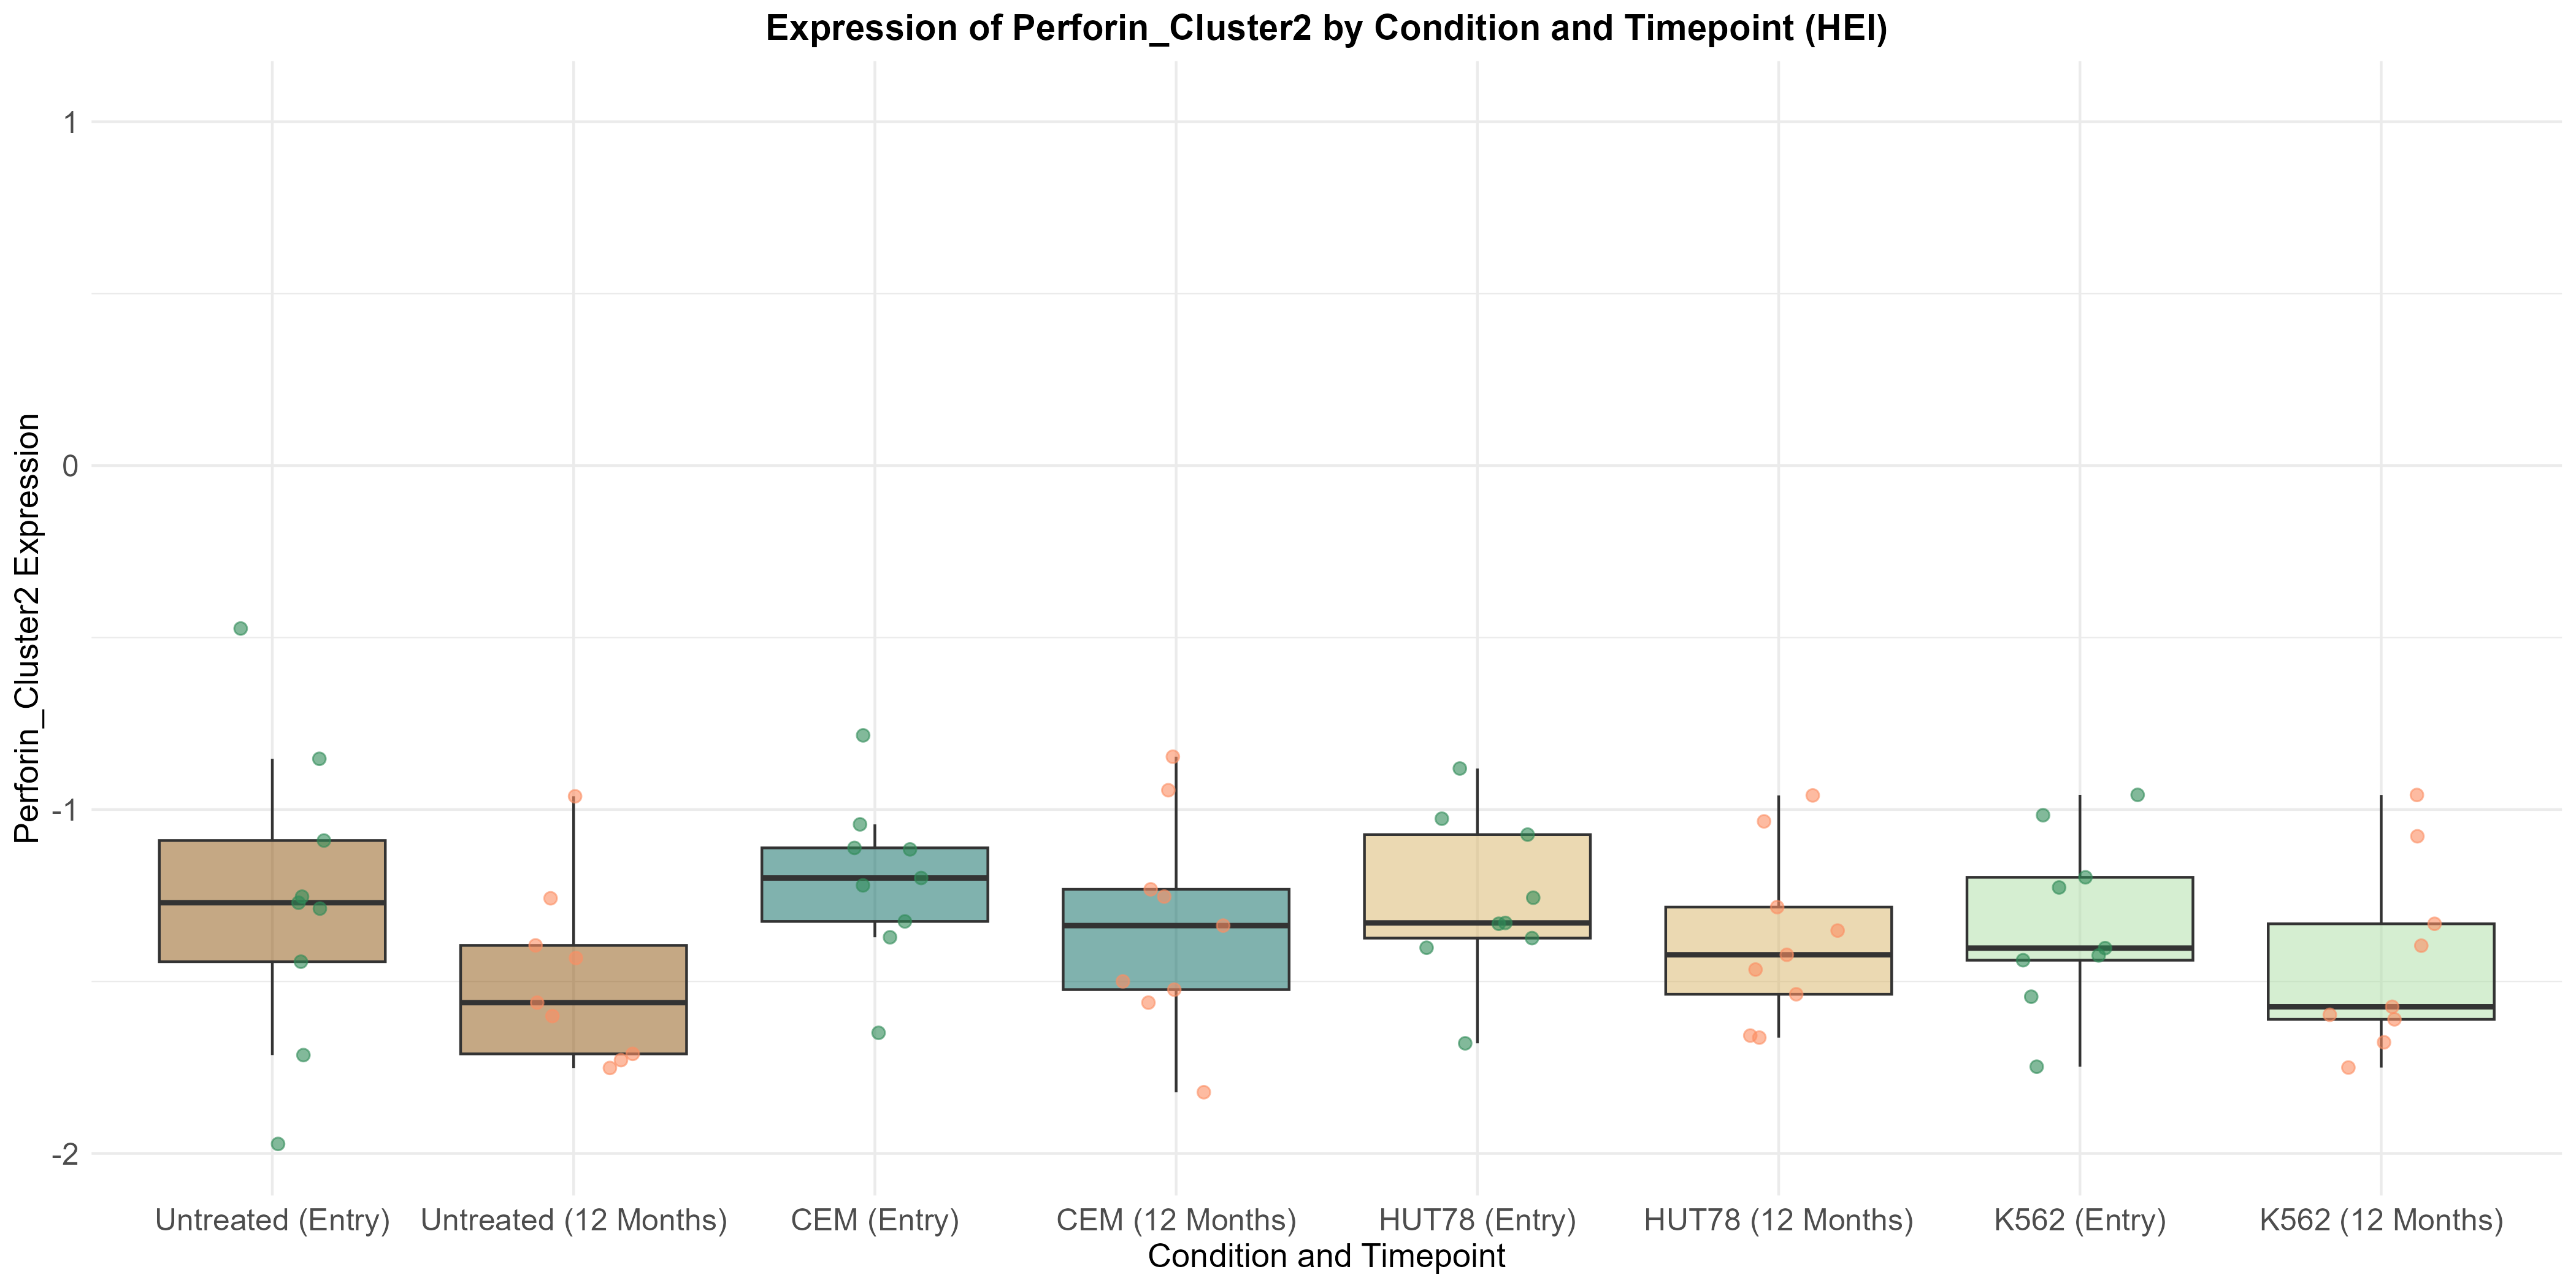 Expression of Perforin_Cluster2 by Condition and Timepoint (HEI)
Perforin_Cluster2 Expression
1
0
-1
-2
Untreated (Entry)
Untreated (12 Months)
CEM (Entry)
CEM (12 Months)
HUT78 (Entry)
HUT78 (12 Months)
K562 (Entry)
K562 (12 Months)
Condition and Timepoint